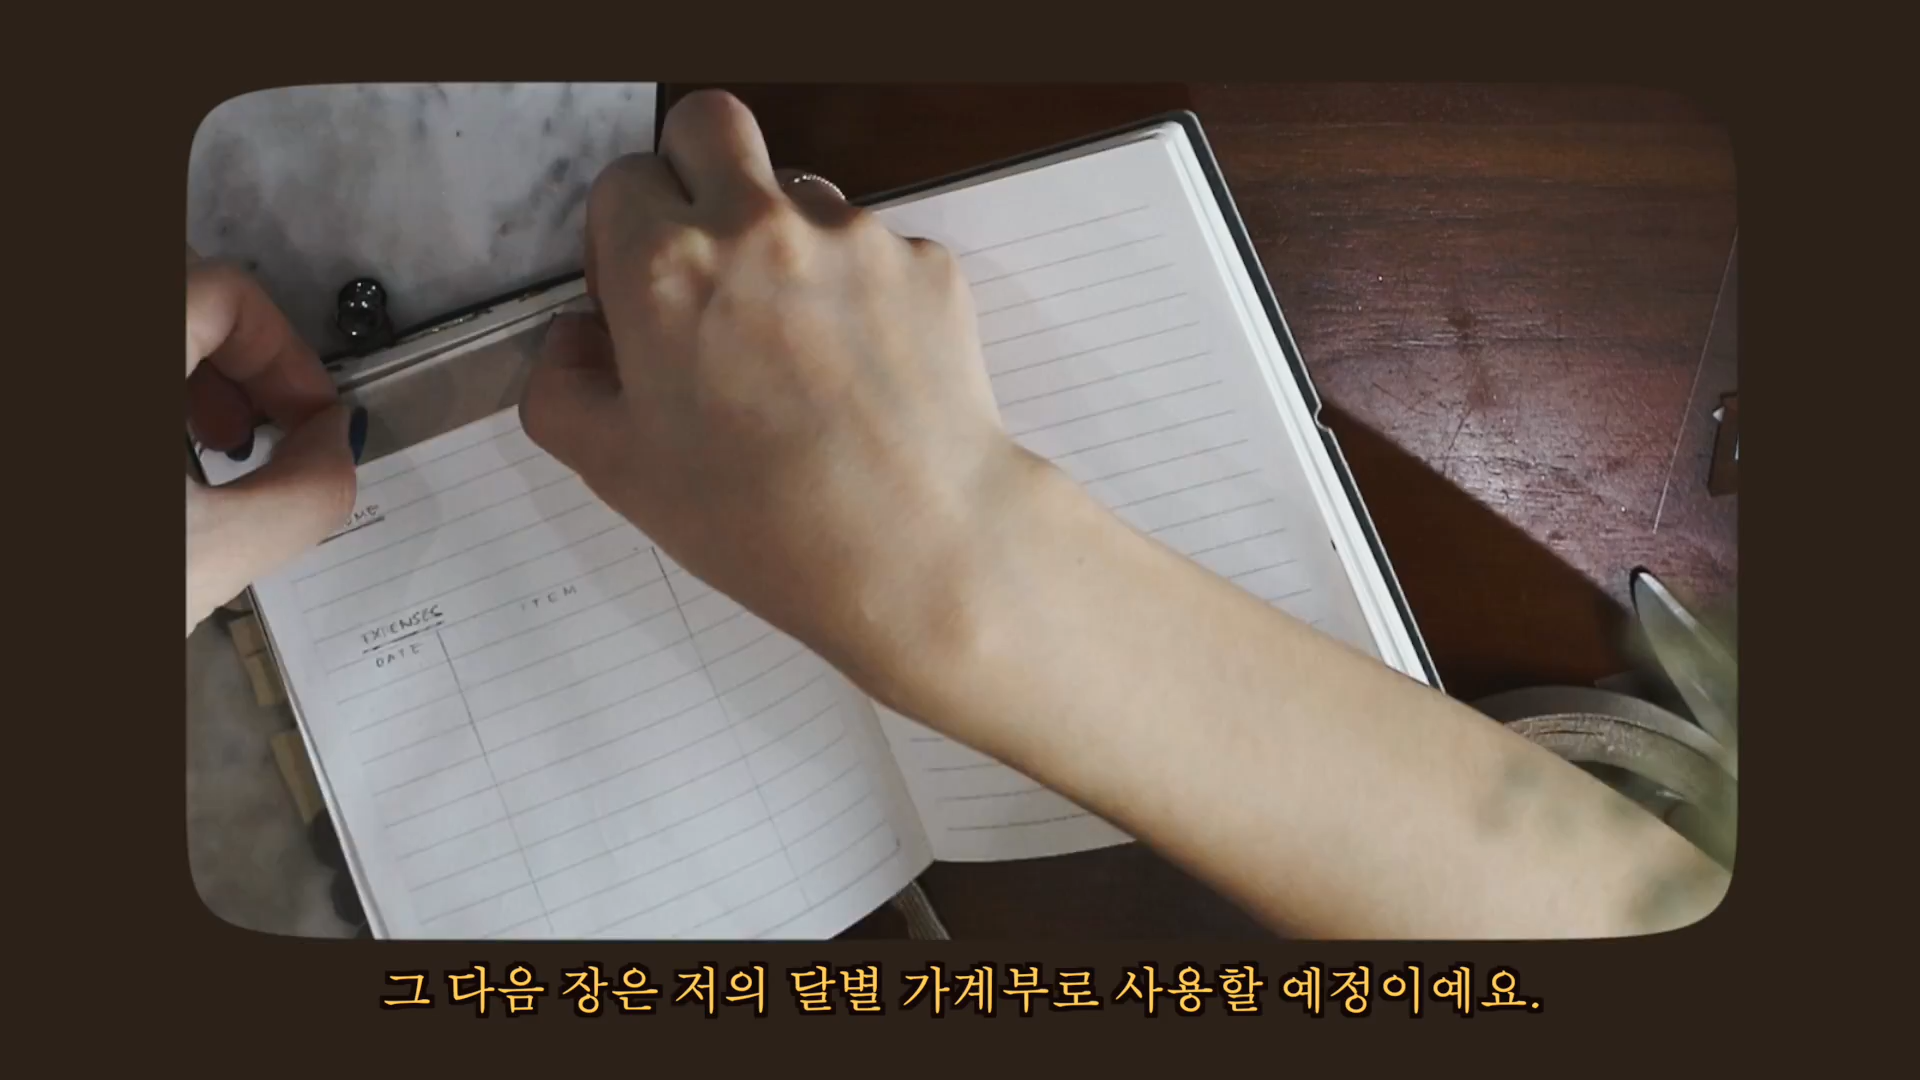 EXPENSES
ITEM
DATE
그 다음 장은 저의 달별 가계부로 사용할 예정이예요.